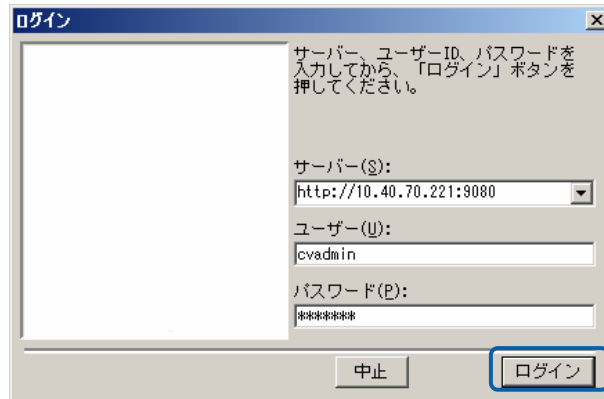 ログイン
サーバー、ユーザーID、パスワードを
入力してから、「ログイン」ボタンを
押してください。
サーバー(S):
http://10.40.70.221:9080
ユーザー(U):
cvadmin
パスワード(P):
*******
中止
ログイン